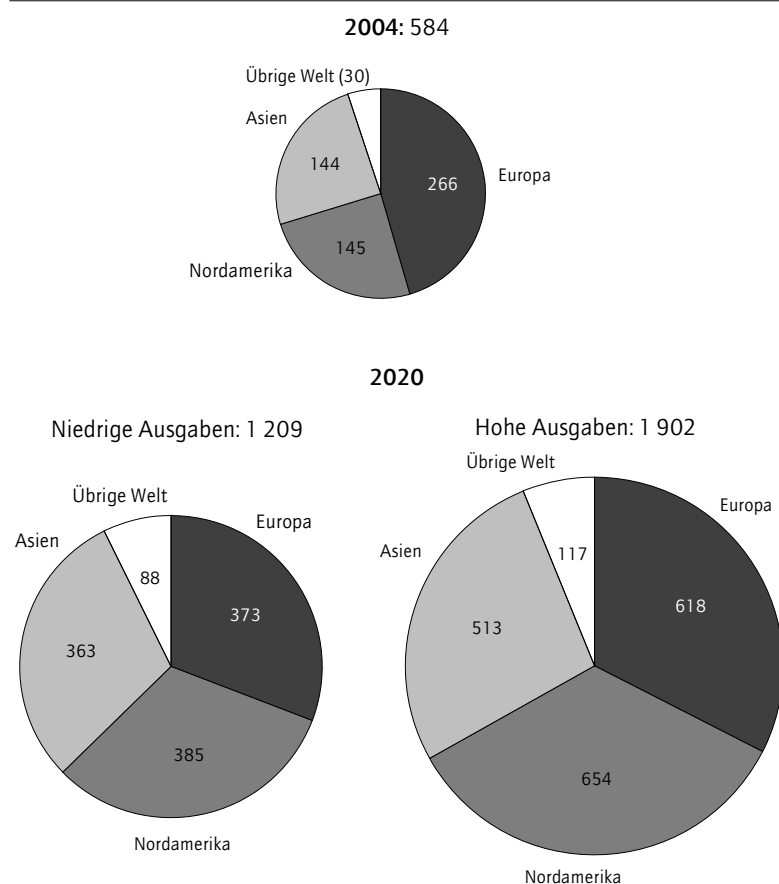 2004: 584
Übrige Welt (30)
Asien
144
266
Europa
145
Nordamerika
2020
Niedrige Ausgaben: 1 209
Hohe Ausgaben: 1 902
Übrige Welt
Europa
Asien
88
373
363
385
Nordamerika
Übrige Welt
Europa
Asien
117
618
513
654
Nordamerika